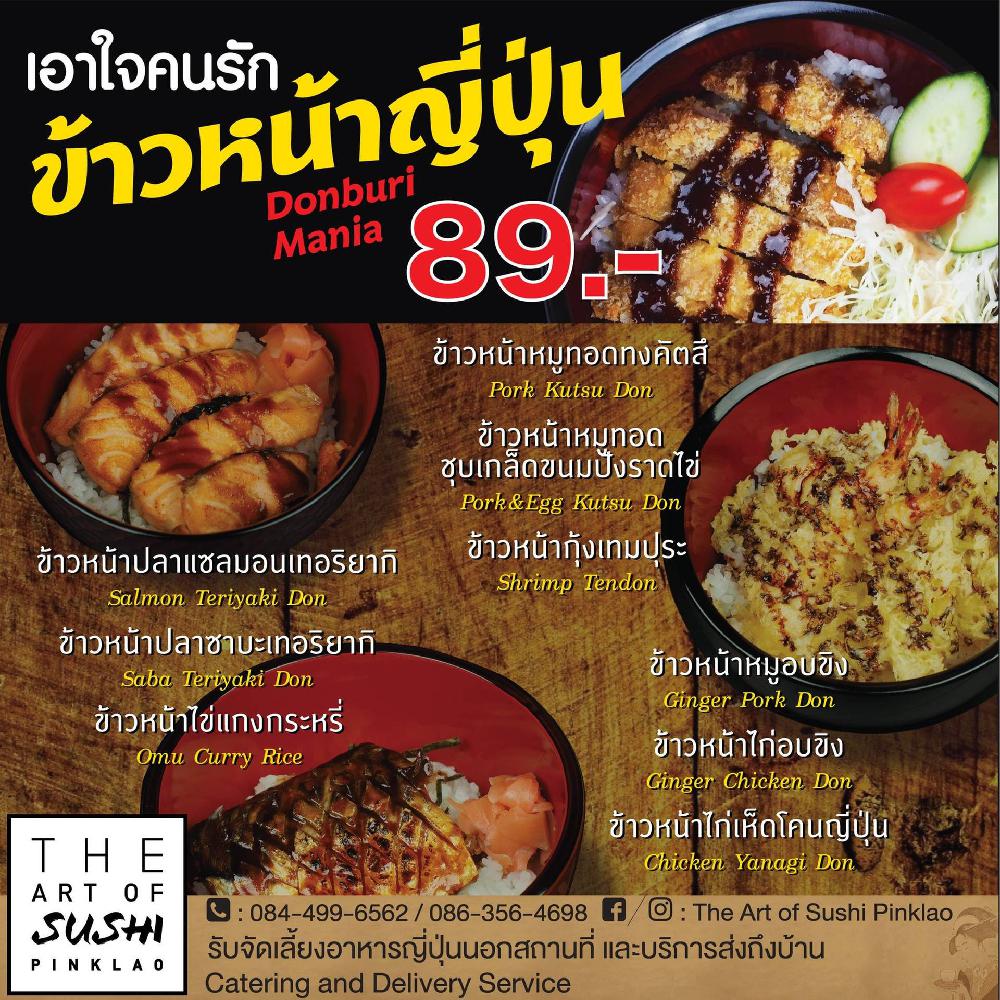 เอาใจคนรัก
ข้าวหน้าญี่ปุ่น
Donburi
Mania
89.-
ข้าวหน้าหมูทอดทงคัตสึ
Pork Kutsu Don
ข้าวหน้าหมูทอด
ชุบเกล็ดขนมปังราดไข่
Pork&Egg Kutsu Don
ข้าวหน้ากุ้งเทมปุระ
Shrimp Tendon
ข้าวหน้าปลาแซลมอนเทอริยากิ
Salmon Teriyaki Don
ข้าวหน้าปลาซาบะเทอริยากิ
Saba Teriyaki Don
ข้าวหน้าไข่แกงกระหรี่
Omu Curry Rice
ข้าวหน้าหมูอบขิง
Ginger Pork Don
ข้าวหน้าไก่อบขิง
Ginger Chicken Don
ข้าวหน้าไก่เห็ดโคนญี่ปุ่น
Chicken Yanagi Don
THE
ART OF
SUSHI
PINKLAO
: 084-499-6562 / 086-356-4698 / : The Art of Sushi Pinklao
รับจัดเลี้ยงอาหารญี่ปุ่นนอกสถานที่ และบริการส่งถึงบ้าน
Catering and Delivery Service